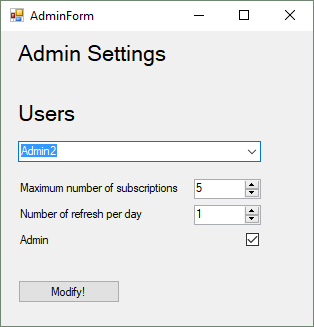 AdminForm
Admin Settings
Users
Admin2
Maximum number of subscriptions 5
Number of refresh per day 1
Admin
Modify!